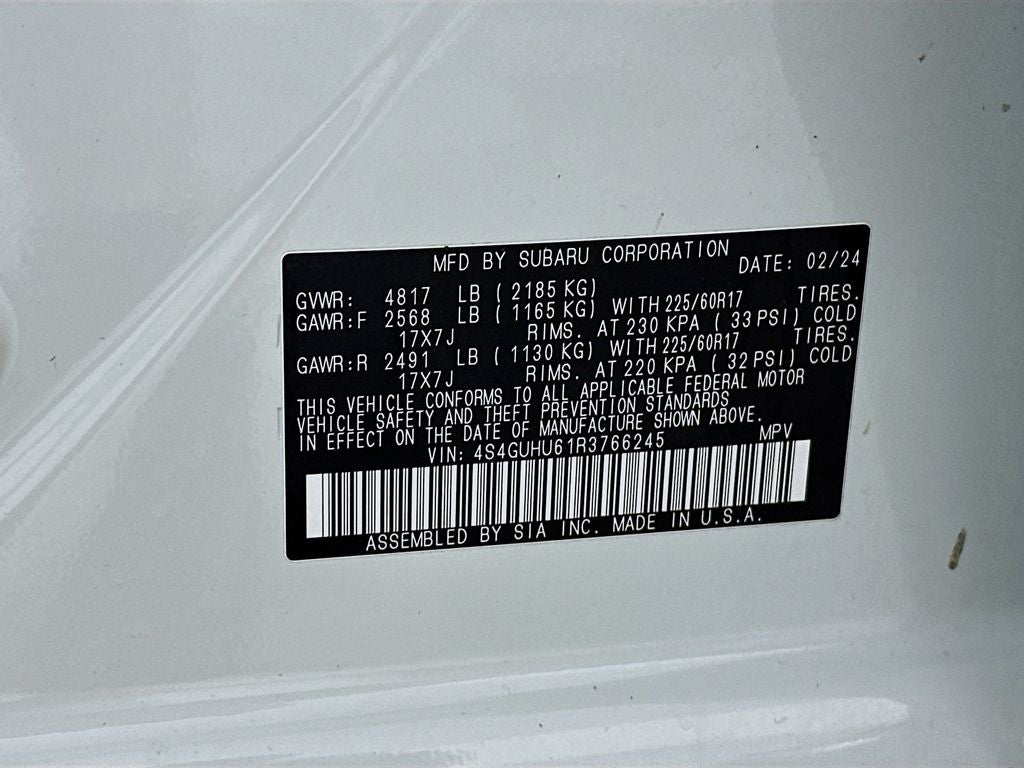 MFD BY SUBARU CORPORATION DATE: 02/24
GVWR: 4817 LB ( 2185 KG)
GAWR:F 2568 LB ( 1165 KG) WITH 225/60R17 TIRES.
17X7J RIMS. AT 230 KPA ( 33 PSI) COLD
GAWR:R 2491 LB ( 1130 KG) WITH 225/60R17 TIRES.
17X7J RIMS. AT 220 KPA ( 32 PSI) COLD
THIS VEHICLE CONFORMS TO ALL APPLICABLE FEDERAL MOTOR
VEHICLE SAFETY AND THEFT PREVENTION STANDARDS
IN EFFECT ON THE DATE OF MANUFACTURE SHOWN ABOVE.
VIN: 4S4GUHU61R3766245 MPV
ASSEMBLED BY SIA INC. MADE IN U.S.A.